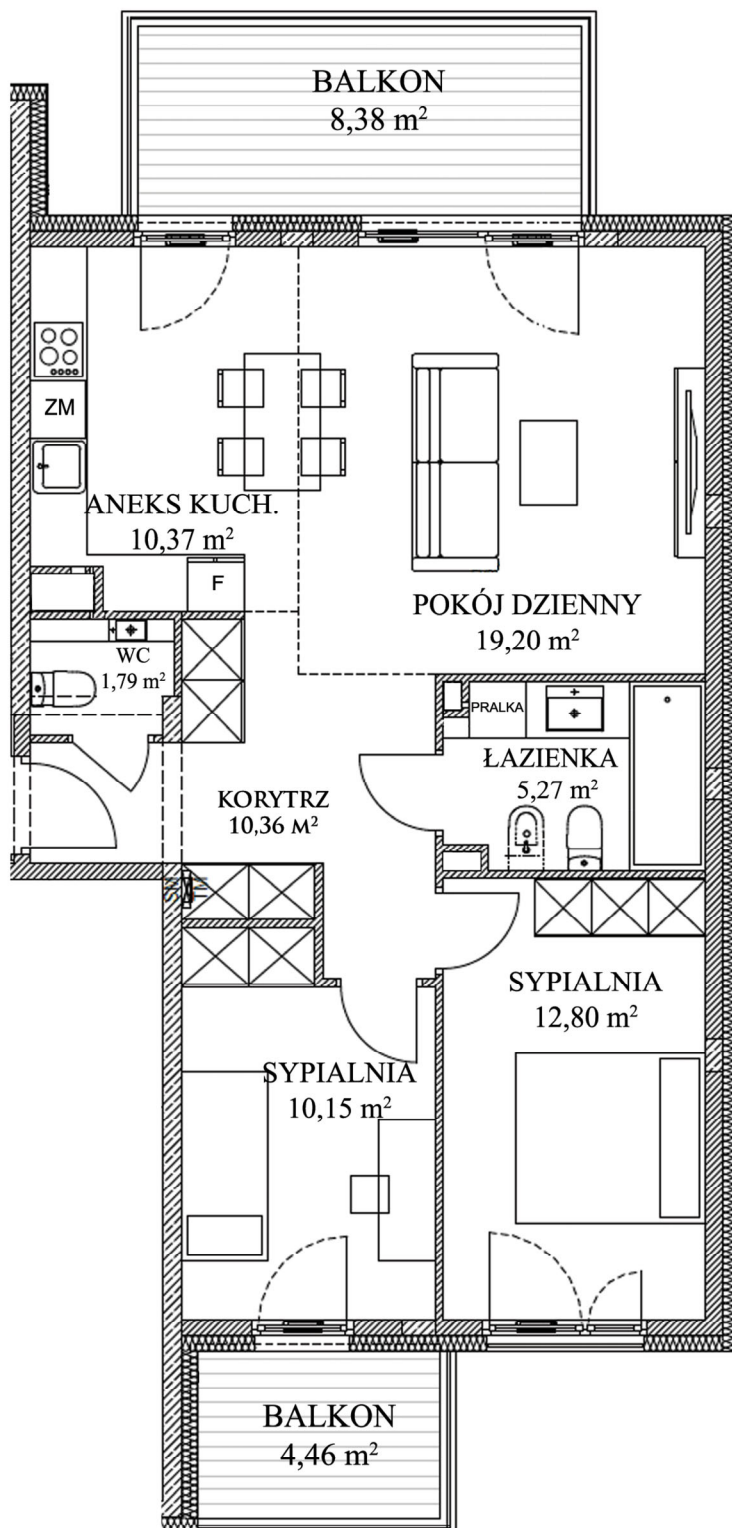 BALKON
8,38 m²
ZM
ANEKS KUCH.
10,37 m²
F
POKÓJ DZIENNY
19,20 m²
WC
1,79 m²
PRALKA
ŁAZIENKA
5,27 m²
KORYTRZ
10,36 M²
SYPIALNIA
12,80 m²
SYPIALNIA
10,15 m²
BALKON
4,46 m²